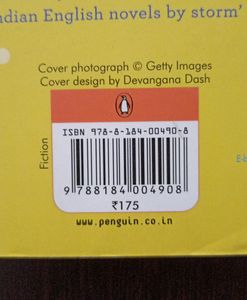 ndian English novels by storm'
Cover photograph © Getty Images
Cover design by Devangana Dash
Fiction
ISBN 978-8-184-00490-8
9 788184 004908
₹175
www.penguin.co.in